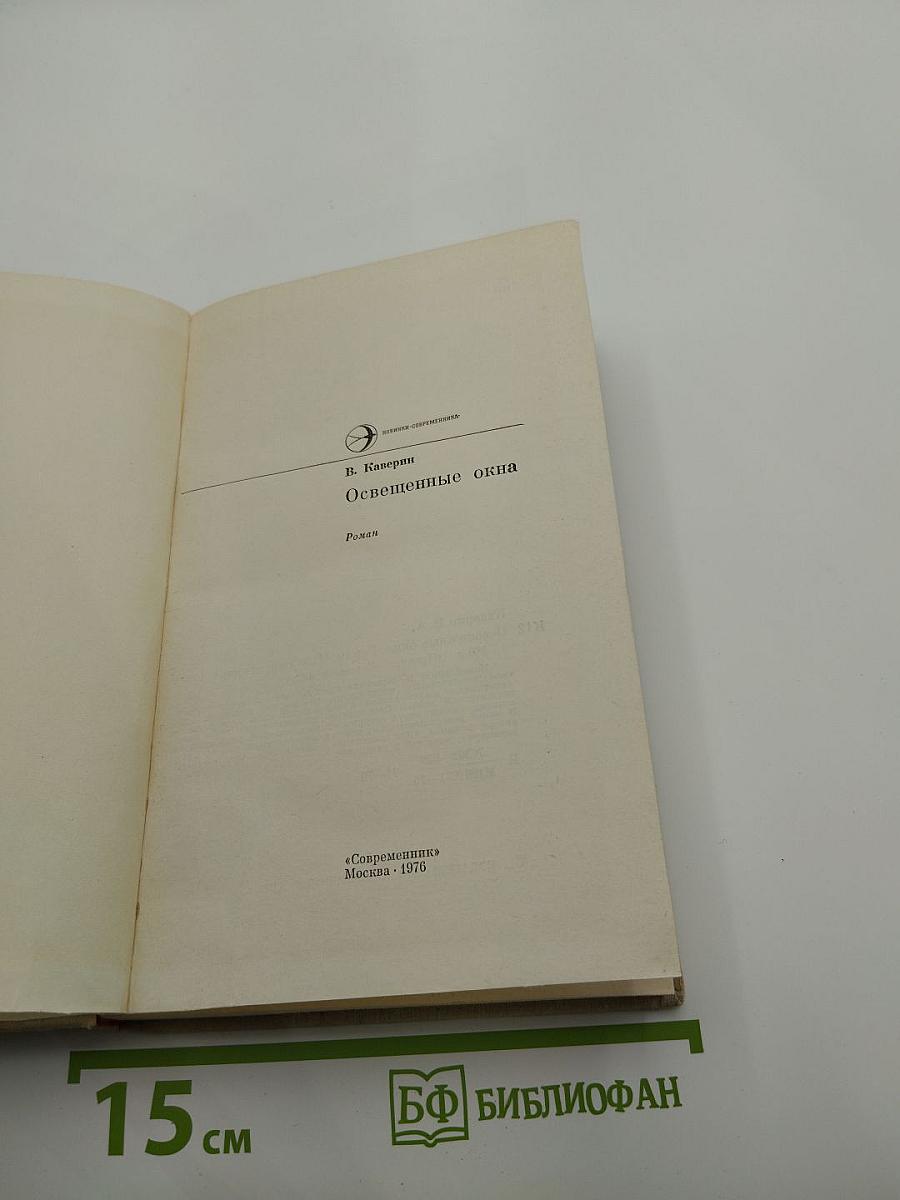 НОВИНКИ «СОВРЕМЕННИКА»
В. Каверин
Освещенные окна
Роман
«Современник»
Москва · 1976
15 см
БФ БИБЛИОФАН